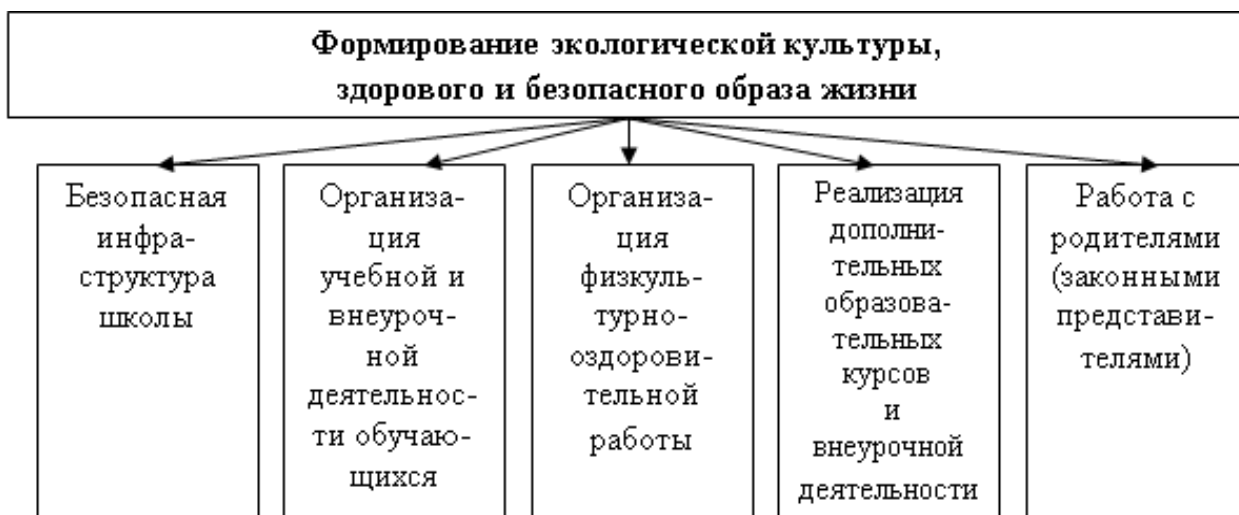 Формирование экологической культуры,
здорового и безопасного образа жизни
Безопасная
инфра-
структура
школы
Организа-
ция
учебной и
внеуроч-
ной
деятельнос-
ти обучаю-
щихся
Организа-
ция
физкуль-
турно-
оздорови-
тельной
работы
Реализация
дополни-
тельных
образова-
тельных
курсов
и
внеурочной
деятельности
Работа с
родителями
(законными
представи-
телями)